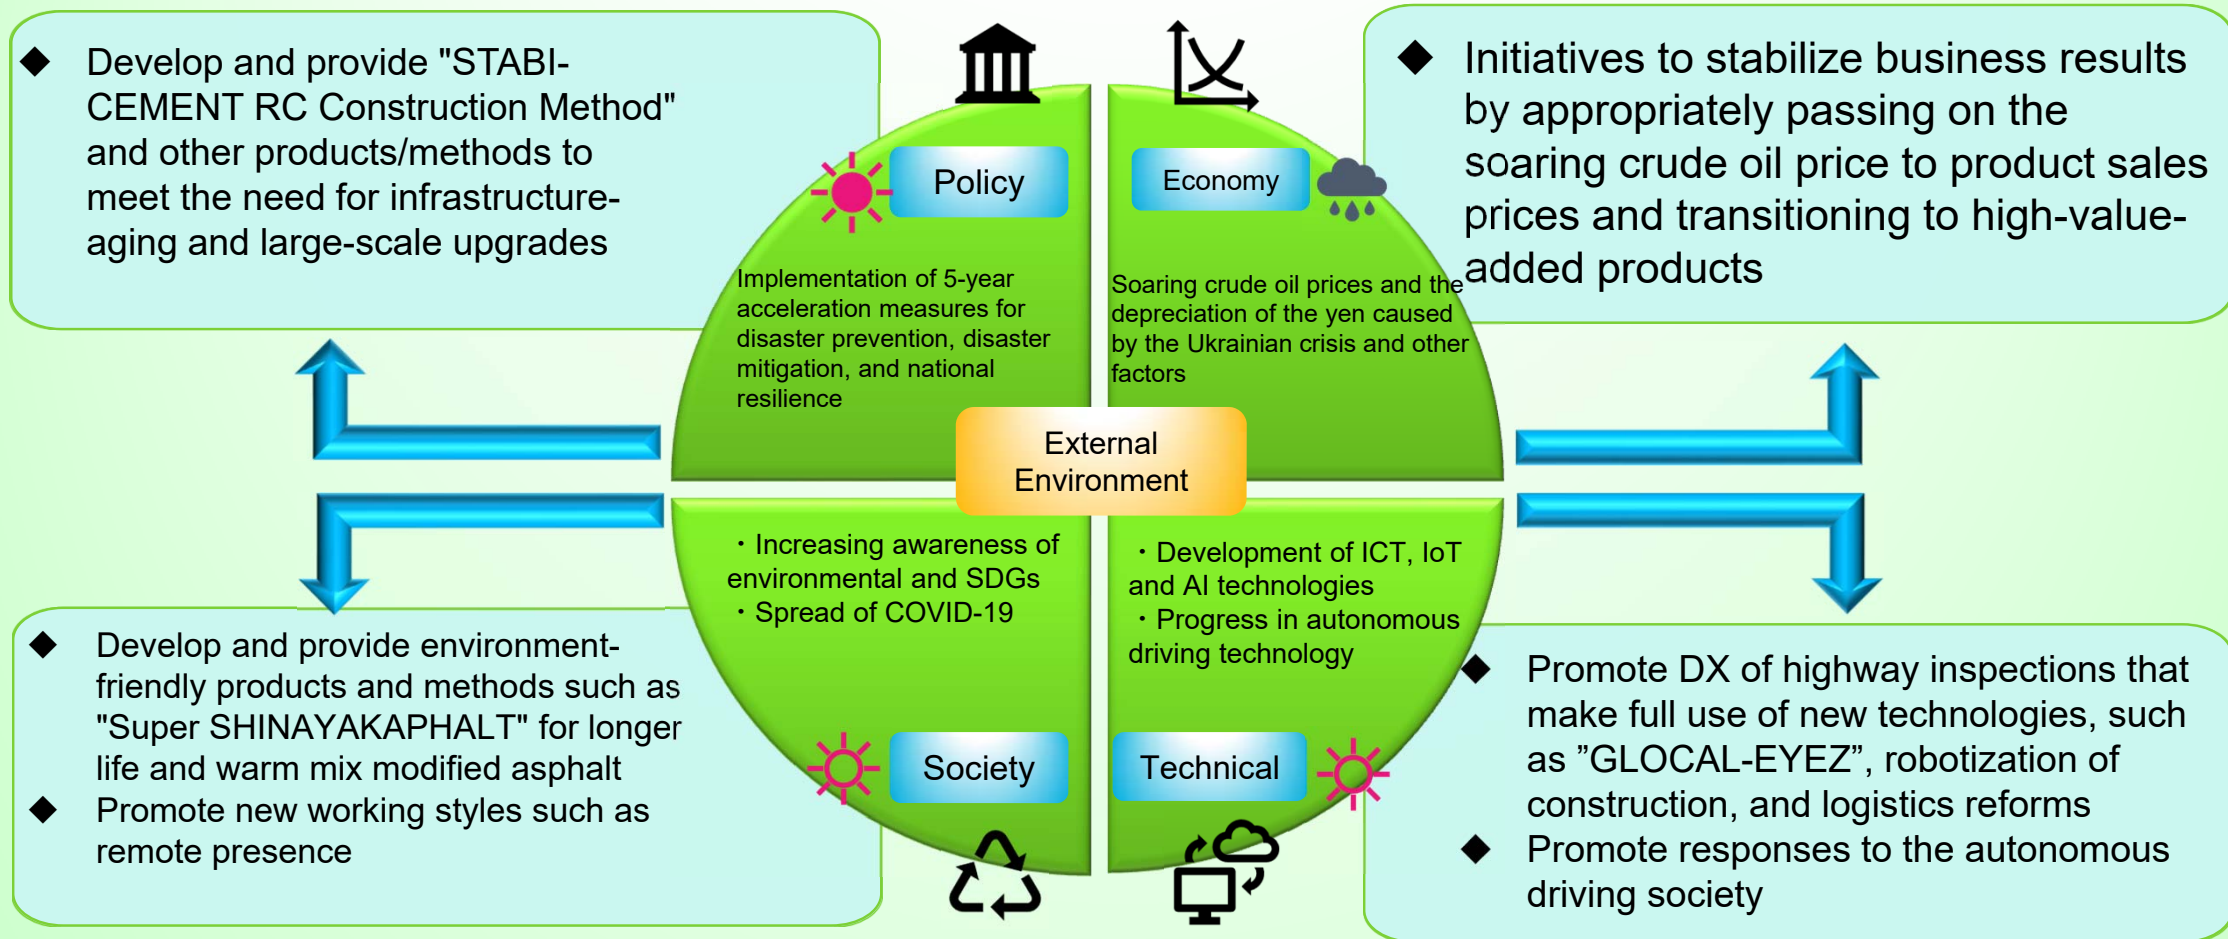 ◆ Develop and provide "STABI-
CEMENT RC Construction Method"
and other products/methods to
meet the need for infrastructure-
aging and large-scale upgrades
◆ Initiatives to stabilize business results
by appropriately passing on the
soaring crude oil price to product sales
prices and transitioning to high-value-
added products
Policy
Implementation of 5-year
acceleration measures for
disaster prevention, disaster
mitigation, and national
resilience
Economy
Soaring crude oil prices and the
depreciation of the yen caused
by the Ukrainian crisis and other
factors
External
Environment
・Increasing awareness of
environmental and SDGs
・Spread of COVID-19
Society
・Development of ICT, IoT
and AI technologies
・Progress in autonomous
driving technology
Technical
◆ Develop and provide environment-
friendly products and methods such as
"Super SHINAYAKAPHALT" for longer
life and warm mix modified asphalt
◆ Promote new working styles such as
remote presence
◆ Promote DX of highway inspections that
make full use of new technologies, such
as ”GLOCAL-EYEZ”, robotization of
construction, and logistics reforms
◆ Promote responses to the autonomous
driving society